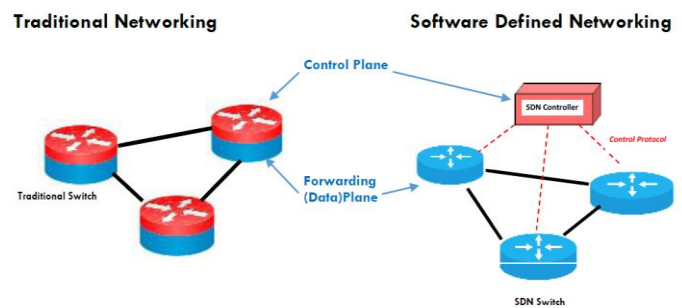 Traditional Networking
Software Defined Networking
Control Plane
SDN Controller
Control Protocol
Traditional Switch
Forwarding
(Data)Plane
SDN Switch